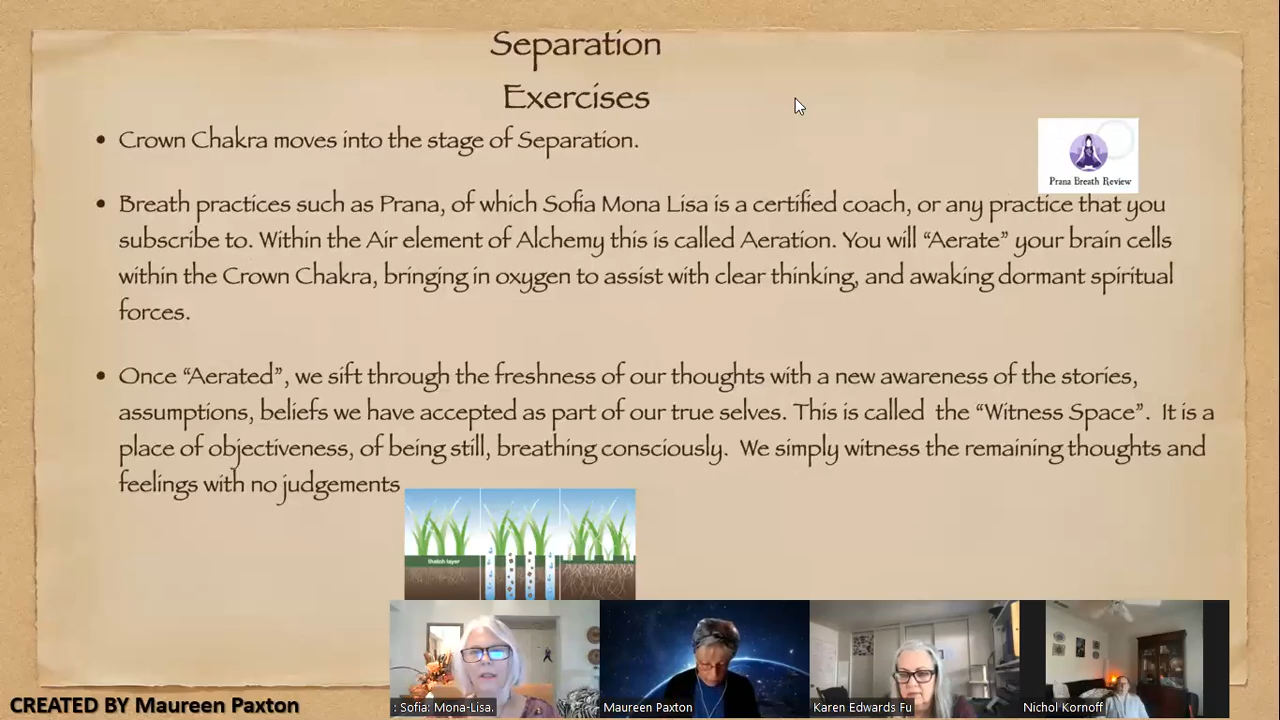 Separation
Exercises
• Crown Chakra moves into the stage of Separation.
Prana Breath Review
• Breath practices such as Prana, of which Sofia Mona Lisa is a certified coach, or any practice that you
subscribe to. Within the Air element of Alchemy this is called Aeration. You will “Aerate” your brain cells
within the Crown Chakra, bringing in oxygen to assist with clear thinking, and awaking dormant spiritual
forces.
• Once “Aerated”, we sift through the freshness of our thoughts with a new awareness of the stories,
assumptions, beliefs we have accepted as part of our true selves. This is called the “Witness Space”. It is a
place of objectiveness, of being still, breathing consciously. We simply witness the remaining thoughts and
feelings with no judgements
thatch layer
: Sofia: Mona-Lisa.
Maureen Paxton
Karen Edwards Fu
Nichol Kornoff
CREATED BY Maureen Paxton